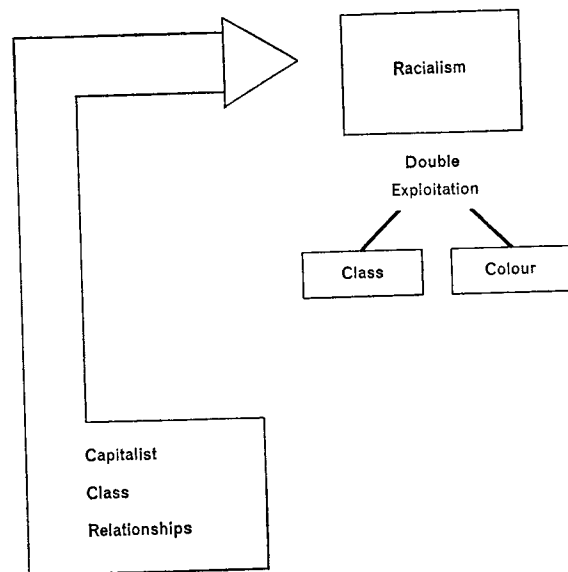 Racialism
Double
Exploitation
Class
Colour
Capitalist
Class
Relationships